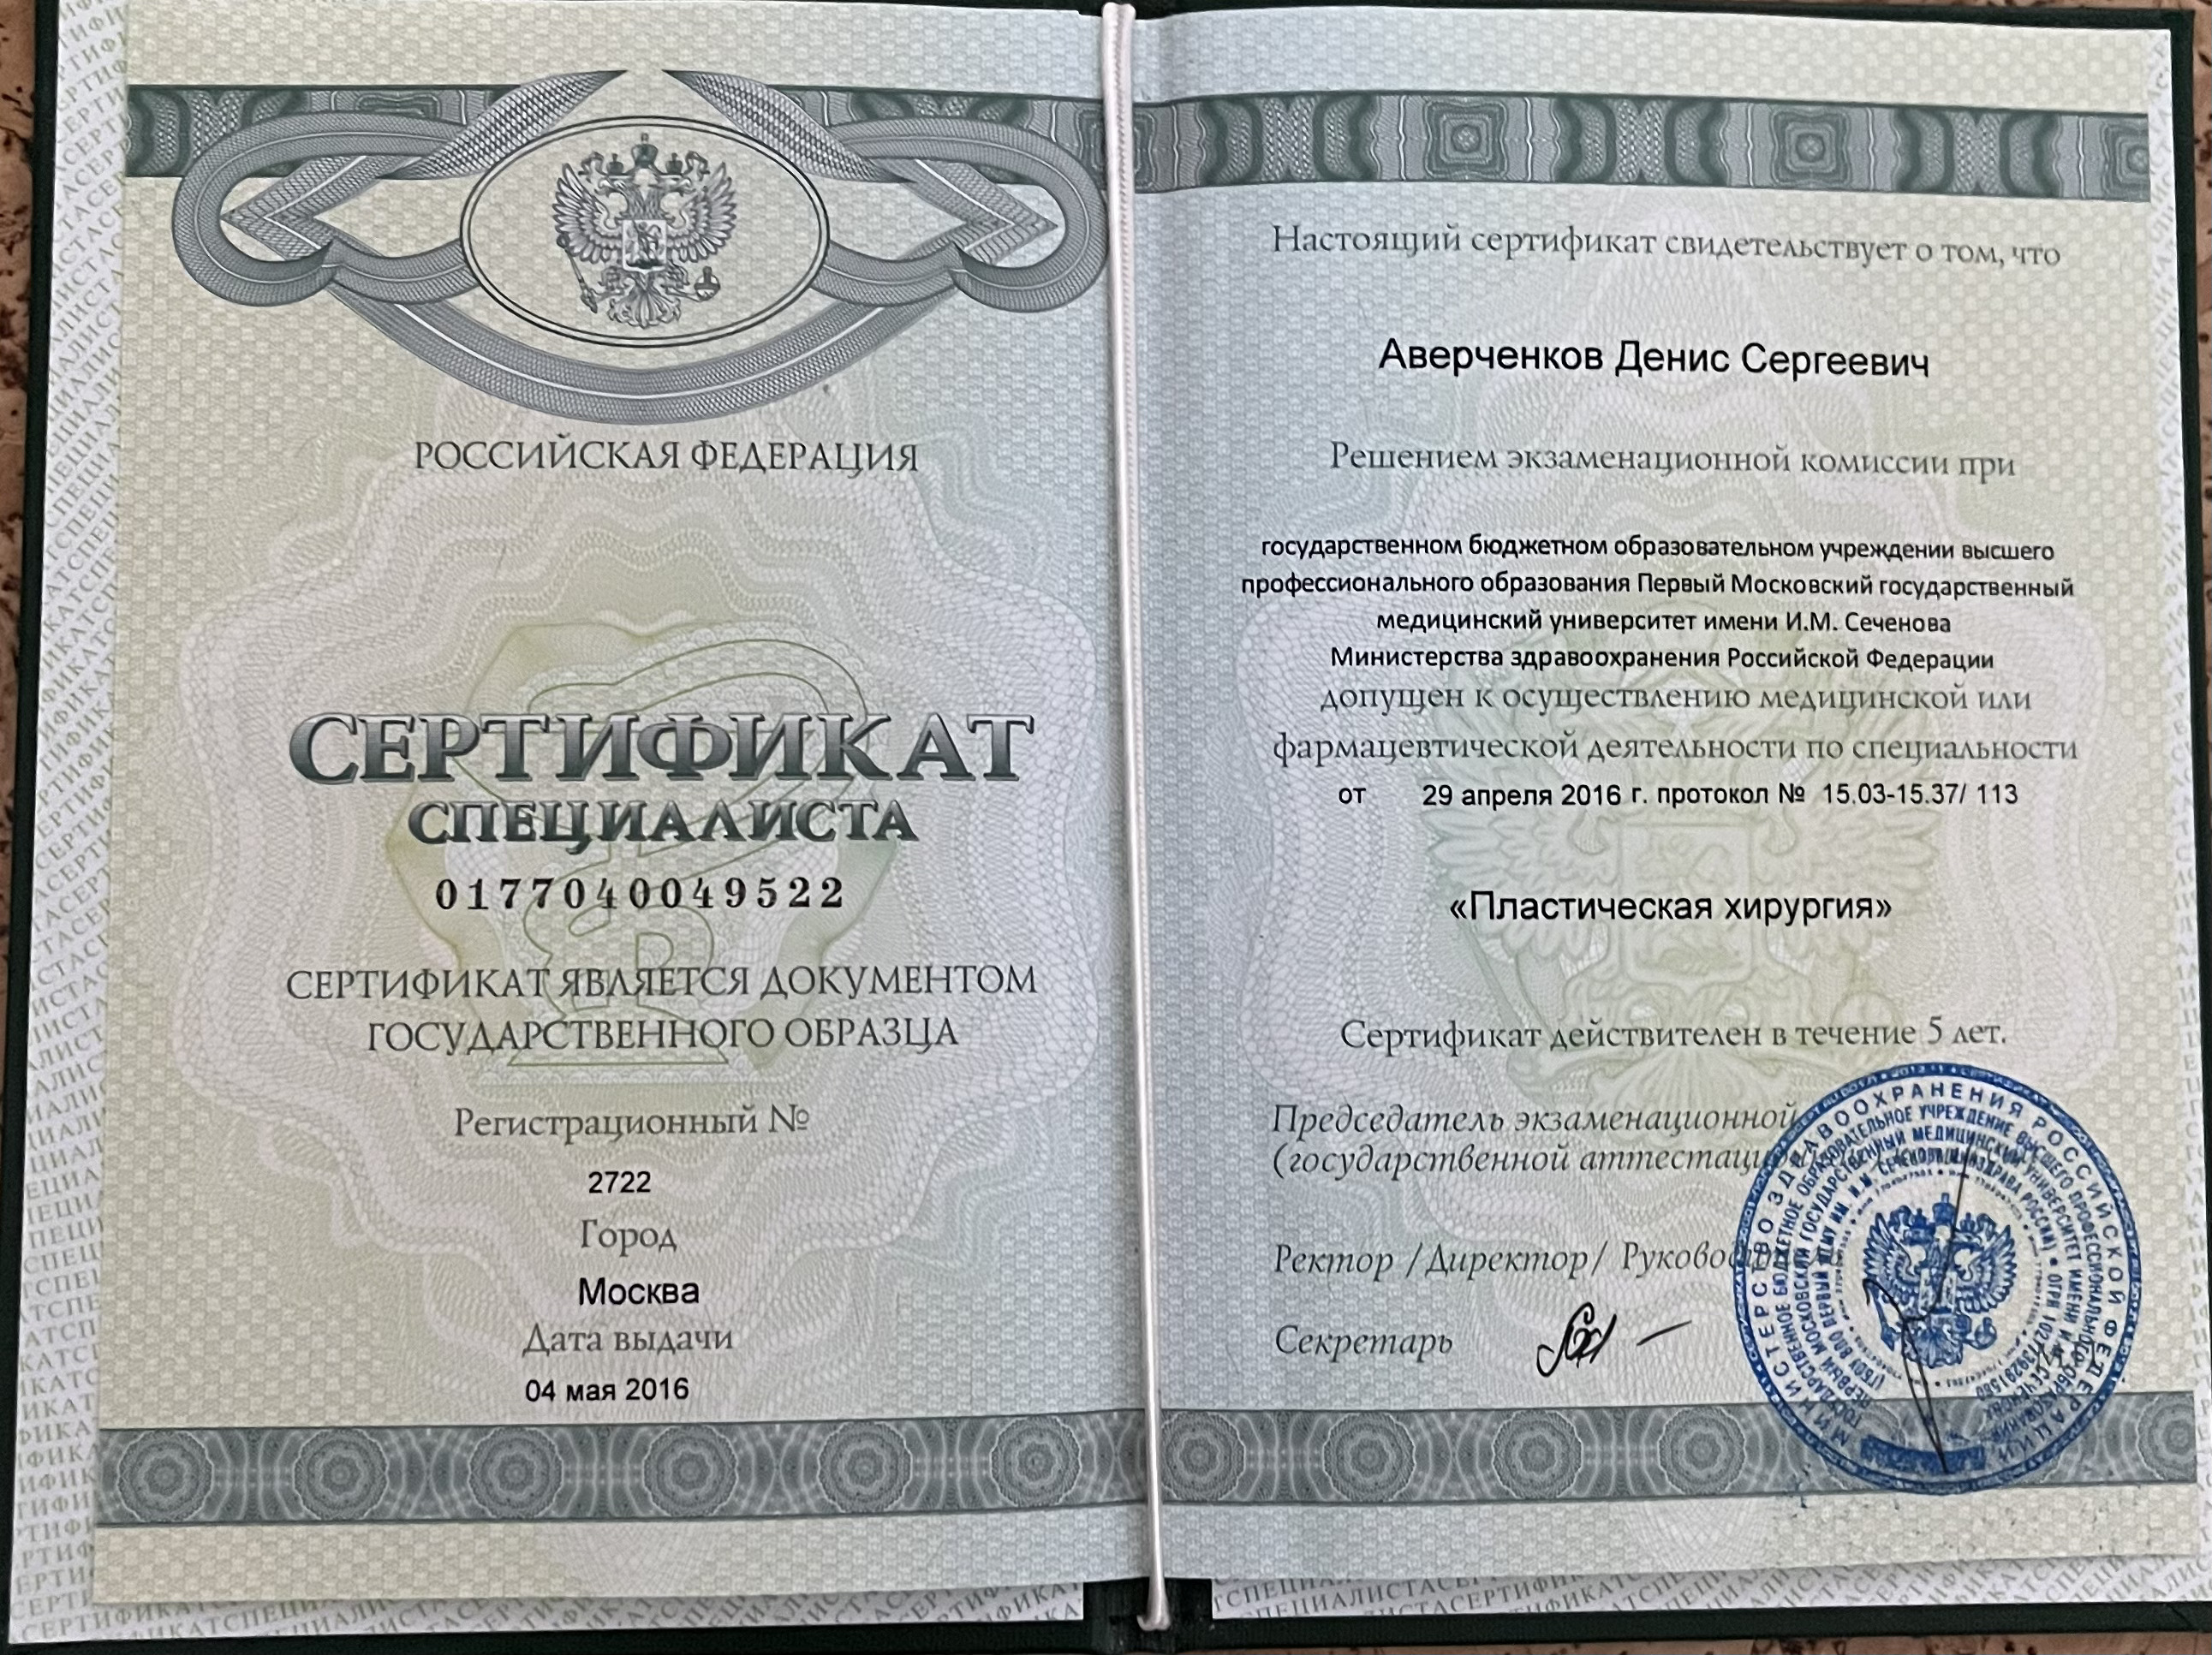 РОССИЙСКАЯ ФЕДЕРАЦИЯ
СЕРТИФИКАТ
СПЕЦИАЛИСТА
0177040049522
СЕРТИФИКАТ ЯВЛЯЕТСЯ ДОКУМЕНТОМ
ГОСУДАРСТВЕННОГО ОБРАЗЦА
Регистрационный №
2722
Город
Москва
Дата выдачи
04 мая 2016
Настоящий сертификат свидетельствует о том, что
Аверченков Денис Сергеевич
Решением экзаменационной комиссии при
государственном бюджетном образовательном учреждении высшего
профессионального образования Первый Московский государственный
медицинский университет имени И.М. Сеченова
Министерства здравоохранения Российской Федерации
допущен к осуществлению медицинской или
фармацевтической деятельности по специальности
от 29 апреля 2016 г. протокол № 15.03-15.37/ 113
«Пластическая хирургия»
Сертификат действителен в течение 5 лет.
Председатель экзаменационной
(государственной
Ректор /Директор/
Секретарь
МИНИСТЕРСТВО ЗДРАВООХРАНЕНИЯ РОССИЙСКОЙ ФЕДЕРАЦИИ